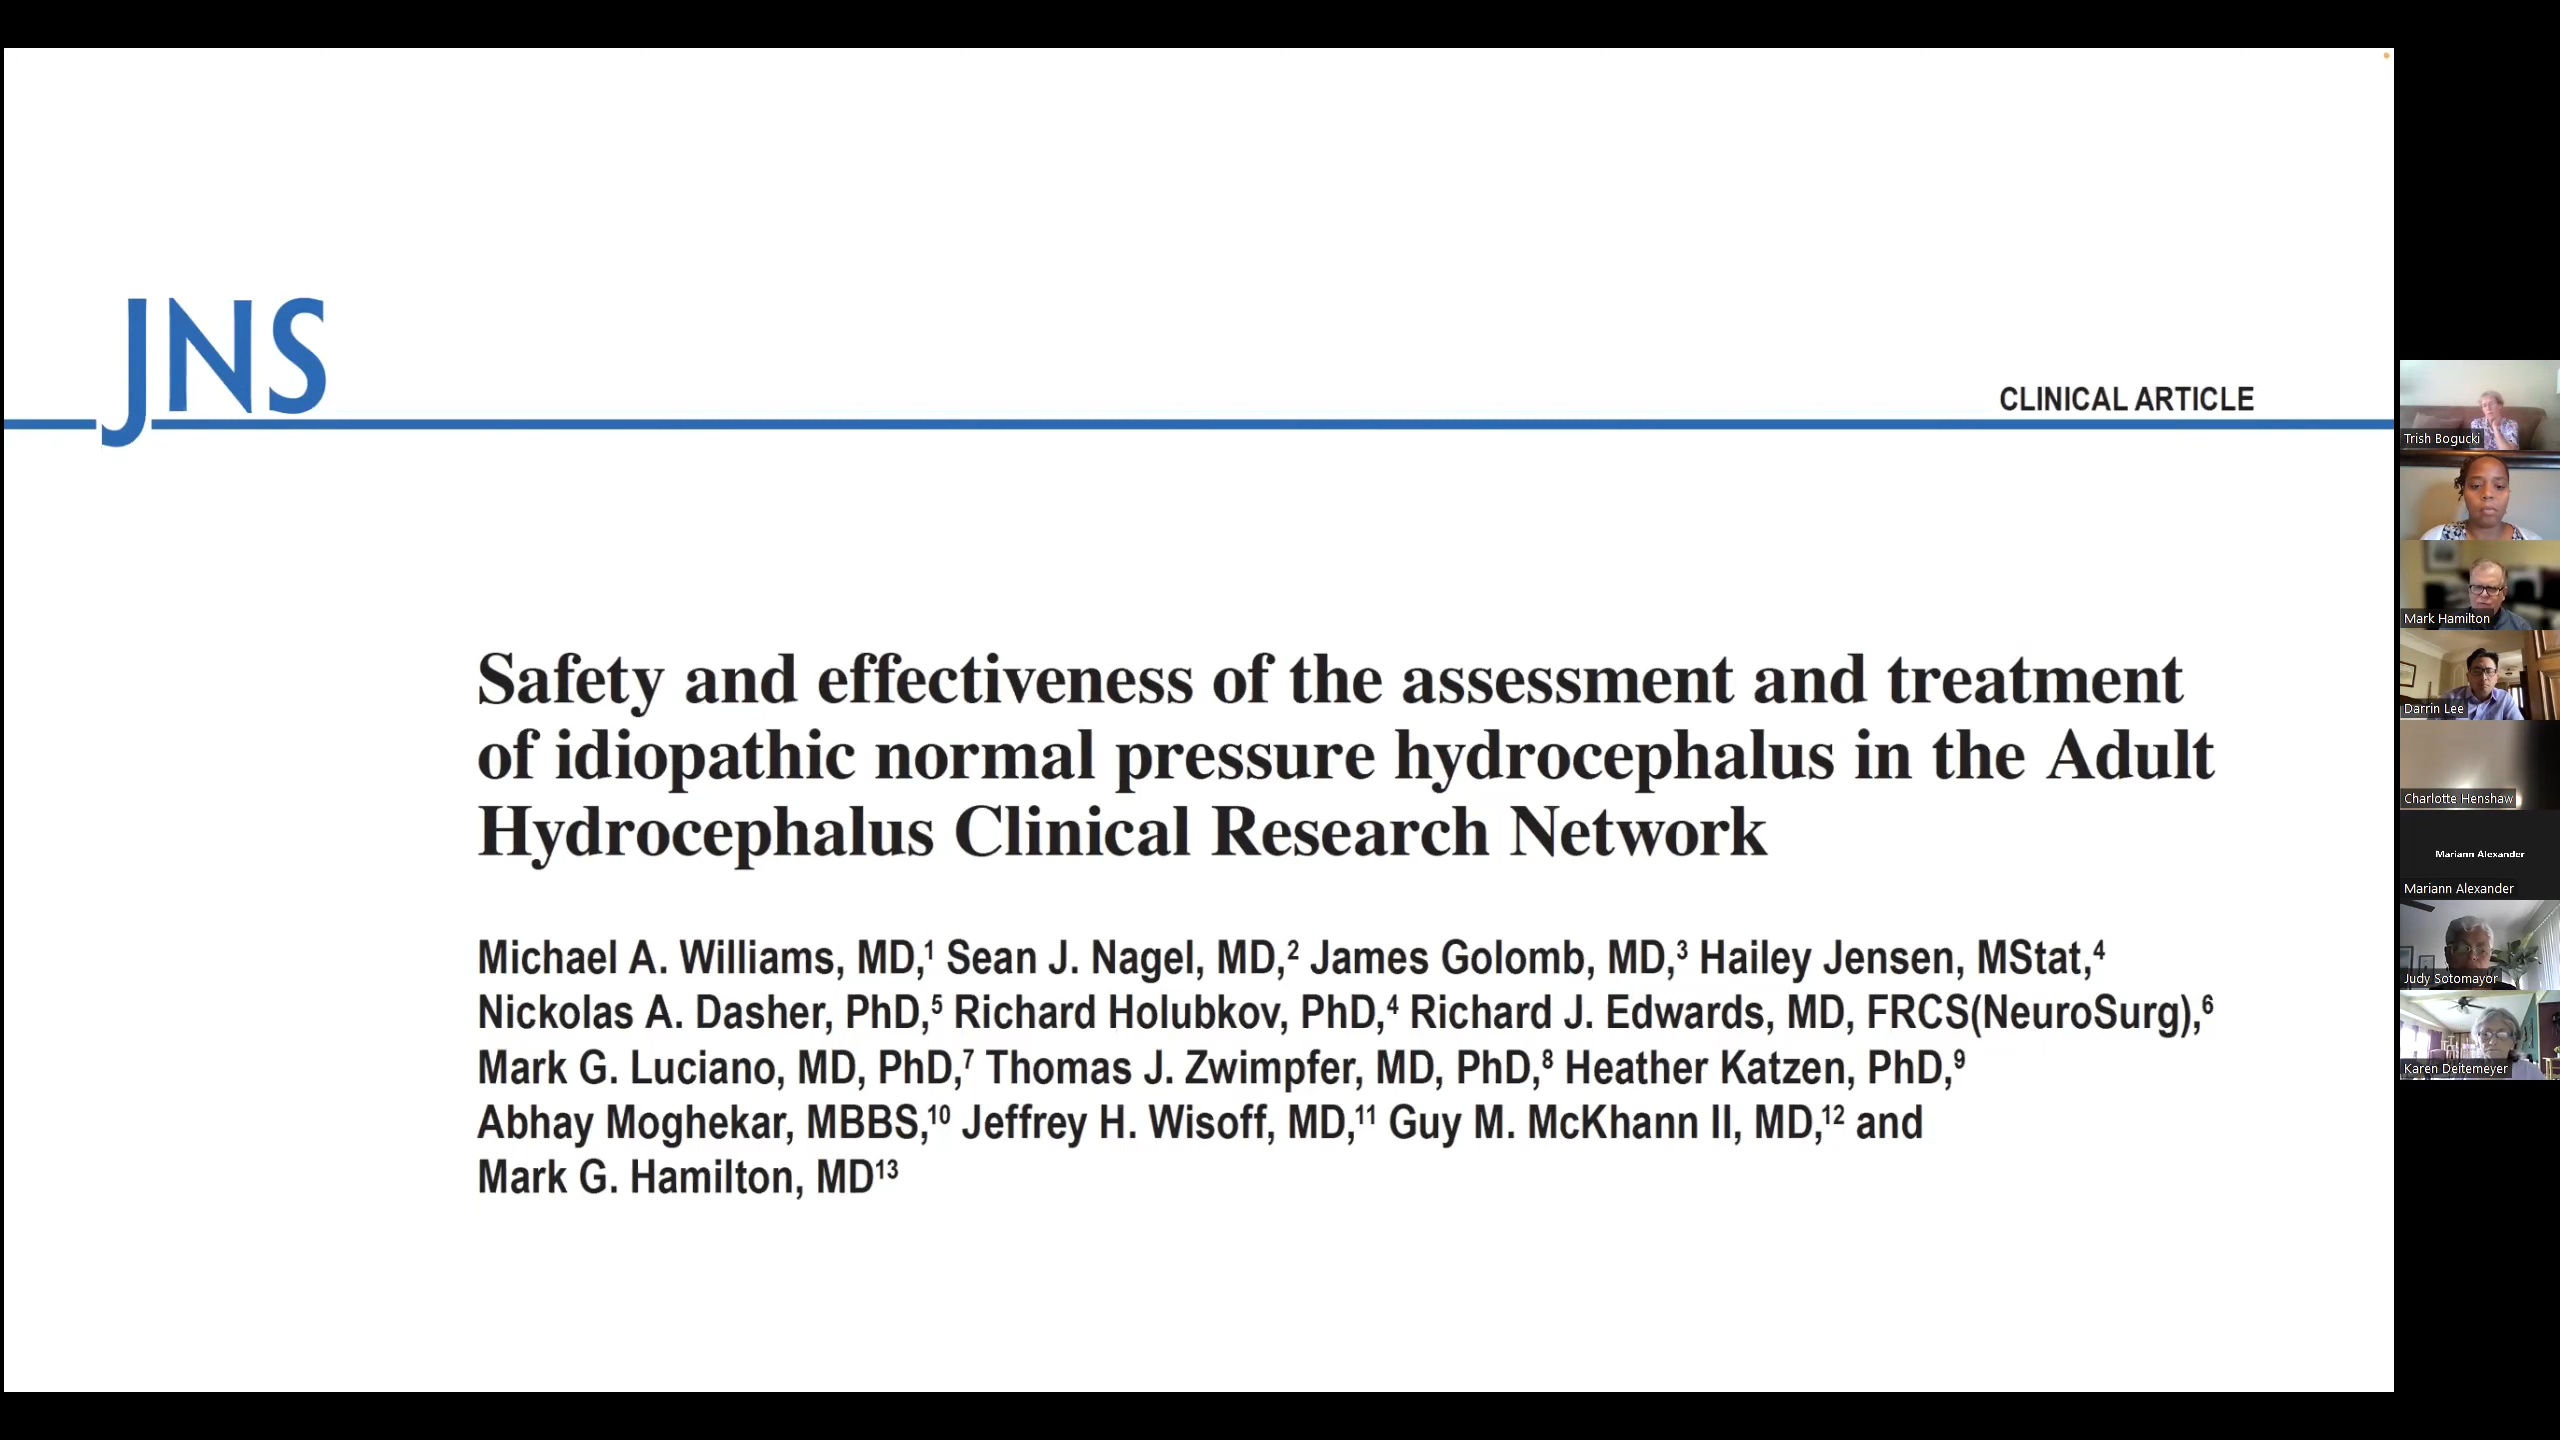 JNS
CLINICAL ARTICLE
Safety and effectiveness of the assessment and treatment
of idiopathic normal pressure hydrocephalus in the Adult
Hydrocephalus Clinical Research Network
Michael A. Williams, MD,¹ Sean J. Nagel, MD,² James Golomb, MD,³ Hailey Jensen, MStat,⁴
Nickolas A. Dasher, PhD,⁵ Richard Holubkov, PhD,⁴ Richard J. Edwards, MD, FRCS(NeuroSurg),⁶
Mark G. Luciano, MD, PhD,⁷ Thomas J. Zwimpfer, MD, PhD,⁸ Heather Katzen, PhD,⁹
Abhay Moghekar, MBBS,¹⁰ Jeffrey H. Wisoff, MD,¹¹ Guy M. McKhann II, MD,¹² and
Mark G. Hamilton, MD¹³
Trish Bogucki
Mark Hamilton
Darrin Lee
Charlotte Henshaw
Mariann Alexander
Mariann Alexander
Judy Sotomayor
Karen Deitemeyer